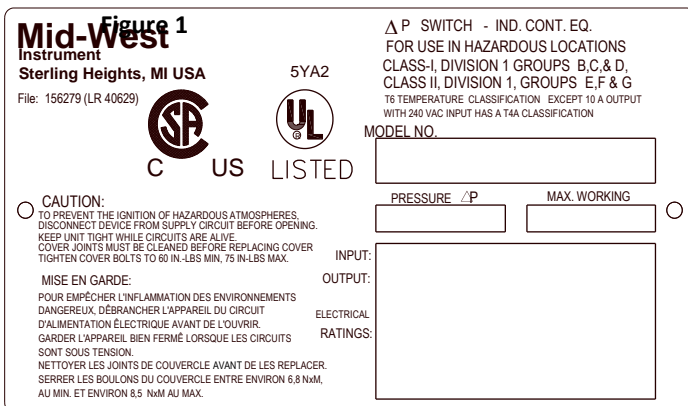 Figure 1
Mid-West
Instrument
Sterling Heights, MI USA
File: 156279 (LR 40629)
5YA2
SA
C US
UL
®
LISTED
Δ P SWITCH - IND. CONT. EQ.
FOR USE IN HAZARDOUS LOCATIONS
CLASS-I, DIVISION 1 GROUPS B,C,& D,
CLASS II, DIVISION 1, GROUPS E,F & G
T6 TEMPERATURE CLASSIFICATION EXCEPT 10 A OUTPUT
WITH 240 VAC INPUT HAS A T4A CLASSIFICATION
MODEL NO.
PRESSURE △P
MAX. WORKING
CAUTION:
TO PREVENT THE IGNITION OF HAZARDOUS ATMOSPHERES,
DISCONNECT DEVICE FROM SUPPLY CIRCUIT BEFORE OPENING.
KEEP UNIT TIGHT WHILE CIRCUITS ARE ALIVE.
COVER JOINTS MUST BE CLEANED BEFORE REPLACING COVER
TIGHTEN COVER BOLTS TO 60 IN.-LBS MIN, 75 IN-LBS MAX.
MISE EN GARDE:
POUR EMPÊCHER L'INFLAMMATION DES ENVIRONNEMENTS
DANGEREUX, DÊBRANCHER L'APPAREIL DU CIRCUIT
D'ALIMENTATION ÊLECTRIQUE AVANT DE L'OUVRIR.
GARDER L'APPAREIL BIEN FERMÊ LORSQUE LES CIRCUITS
SONT SOUS TENSION.
NETTOYER LES JOINTS DE COUVERCLE AVANT DE LES REPLACER.
SERRER LES BOULONS DU COUVERCLE ENTRE ENVIRON 6,8 NxM,
AU MIN. ET ENVIRON 8,5 NxM AU MAX.
INPUT:
OUTPUT:
ELECTRICAL
RATINGS: